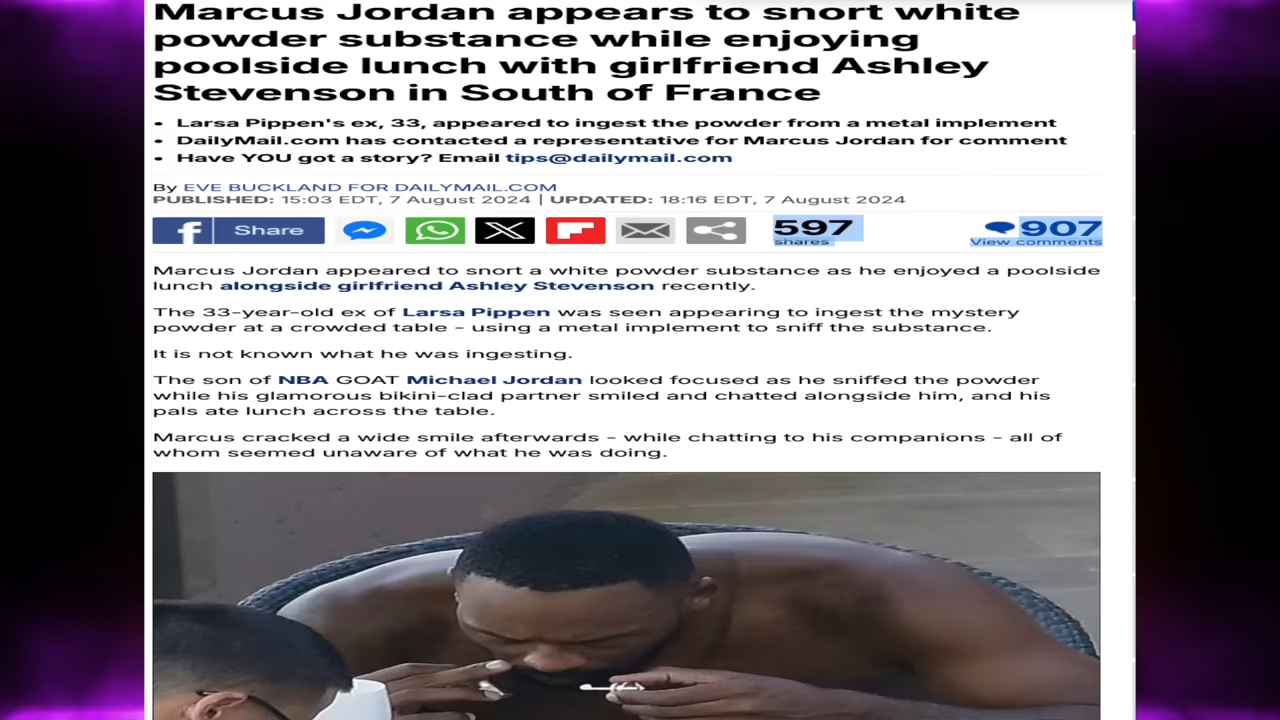 Marcus Jordan appears to snort white
powder substance while enjoying
poolside lunch with girlfriend Ashley
Stevenson in South of France
• Larsa Pippen's ex, 33, appeared to ingest the powder from a metal implement
• DailyMail.com has contacted a representative for Marcus Jordan for comment
• Have YOU got a story? Email tips@dailymail.com
By EVE BUCKLAND FOR DAILYMAIL.COM
PUBLISHED: 15:03 EDT, 7 August 2024 | UPDATED: 18:16 EDT, 7 August 2024
f Share 597 shares 907 View comments
Marcus Jordan appeared to snort a white powder substance as he enjoyed a poolside
lunch alongside girlfriend Ashley Stevenson recently.
The 33-year-old ex of Larsa Pippen was seen appearing to ingest the mystery
powder at a crowded table – using a metal implement to sniff the substance.
It is not known what he was ingesting.
The son of NBA GOAT Michael Jordan looked focused as he sniffed the powder
while his glamorous bikini-clad partner smiled and chatted alongside him, and his
pals ate lunch across the table.
Marcus cracked a wide smile afterwards – while chatting to his companions – all of
whom seemed unaware of what he was doing.